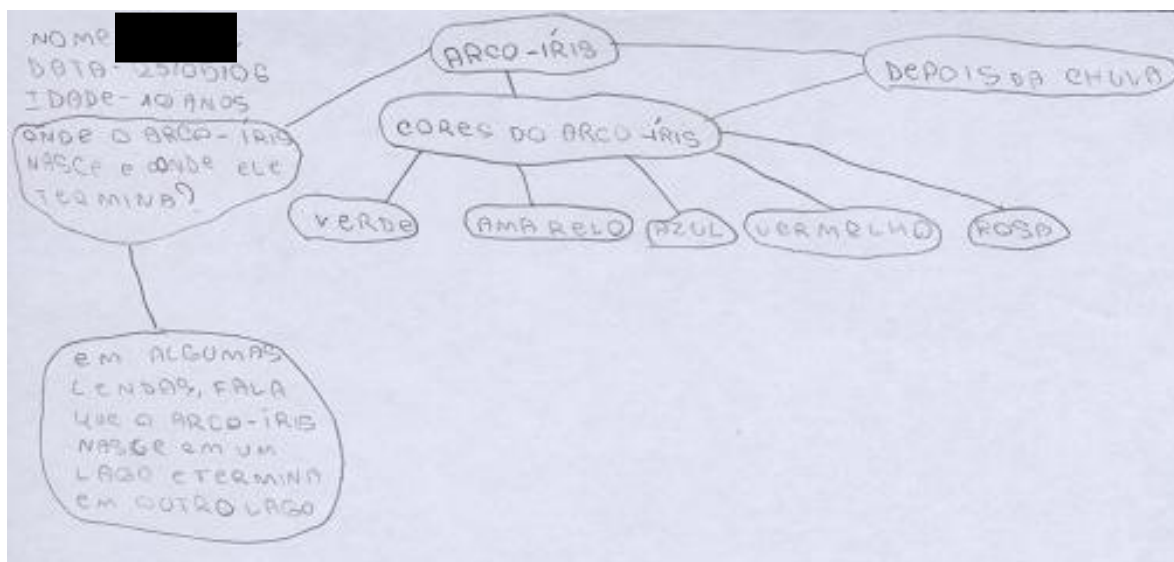 NOME
DATA- 25/05/06
IDADE- 10 ANOS
ARCO-ÍRIS
DEPOIS DA CHUVA
ONDE O ARCO-ÍRIS
NASCE E ONDE ELE
TERMINA?
CORES DO ARCO-ÍRIS
VERDE
AMARELO
AZUL
VERMELHO
ROSA
EM ALGUMAS
LENDAS, FALA
QUE O ARCO-ÍRIS
NASCE EM UM
LAGO E TERMINA
EM OUTRO LAGO